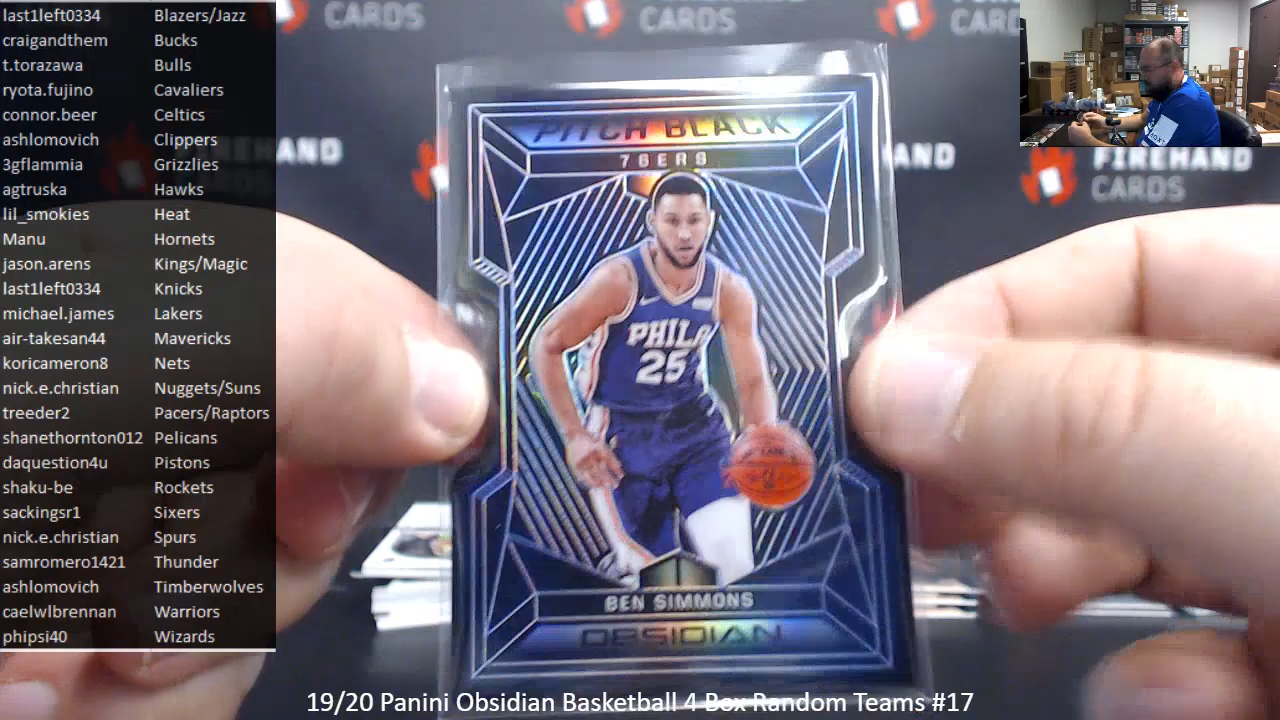 last1left0334 Blazers/Jazz
craigandthem Bucks
t.torazawa Bulls
ryota.fujino Cavaliers
connor.beer Celtics
ashlomovich Clippers
3gflammia Grizzlies
agtruska Hawks
lil_smokies Heat
Manu Hornets
jason.arens Kings/Magic
last1left0334 Knicks
michael.james Lakers
air-takesan44 Mavericks
koricameron8 Nets
nick.e.christian Nuggets/Suns
treeder2 Pacers/Raptors
shanethornton012 Pelicans
daquestion4u Pistons
shaku-be Rockets
sackingsr1 Sixers
nick.e.christian Spurs
samromero1421 Thunder
ashlomovich Timberwolves
caelwlbrennan Warriors
phipsi40 Wizards
CARDS
CARDS
FIREHAND
CARDS
PITCH BLACK
76ERS
PHILA
25
BEN SIMMONS
OBSIDIAN
19/20 Panini Obsidian Basketball 4 Box Random Teams #17